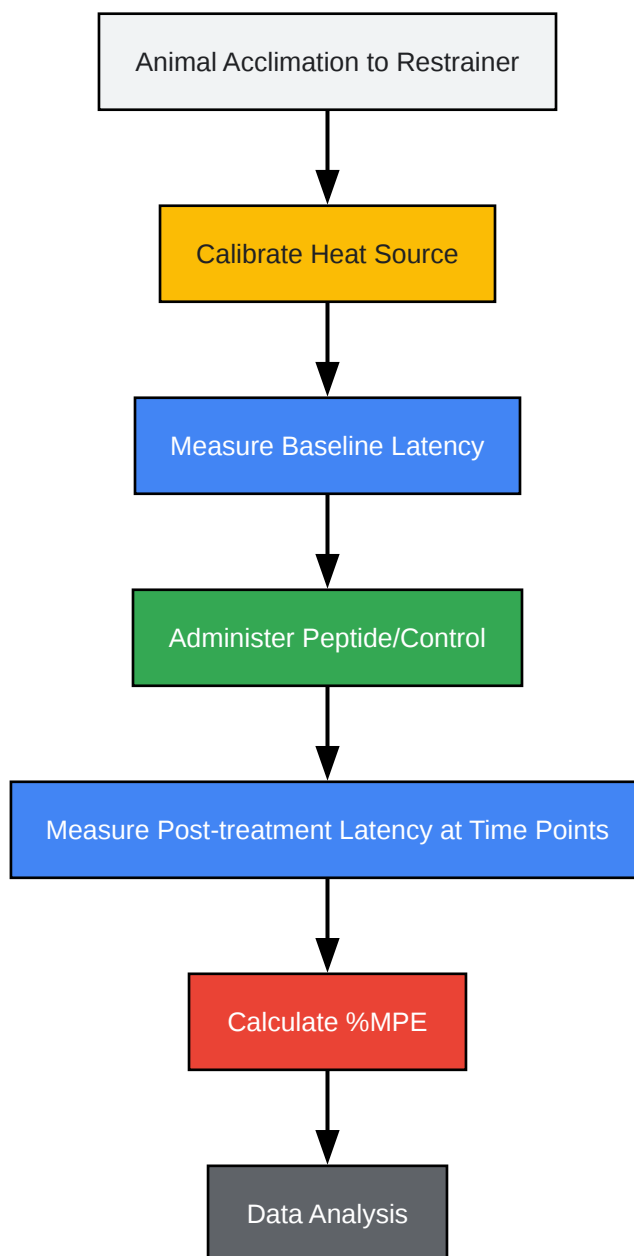 Animal Acclimation to Restrainer
Calibrate Heat Source
Measure Baseline Latency
Administer Peptide/Control
Measure Post-treatment Latency at Time Points
Calculate %MPE
Data Analysis